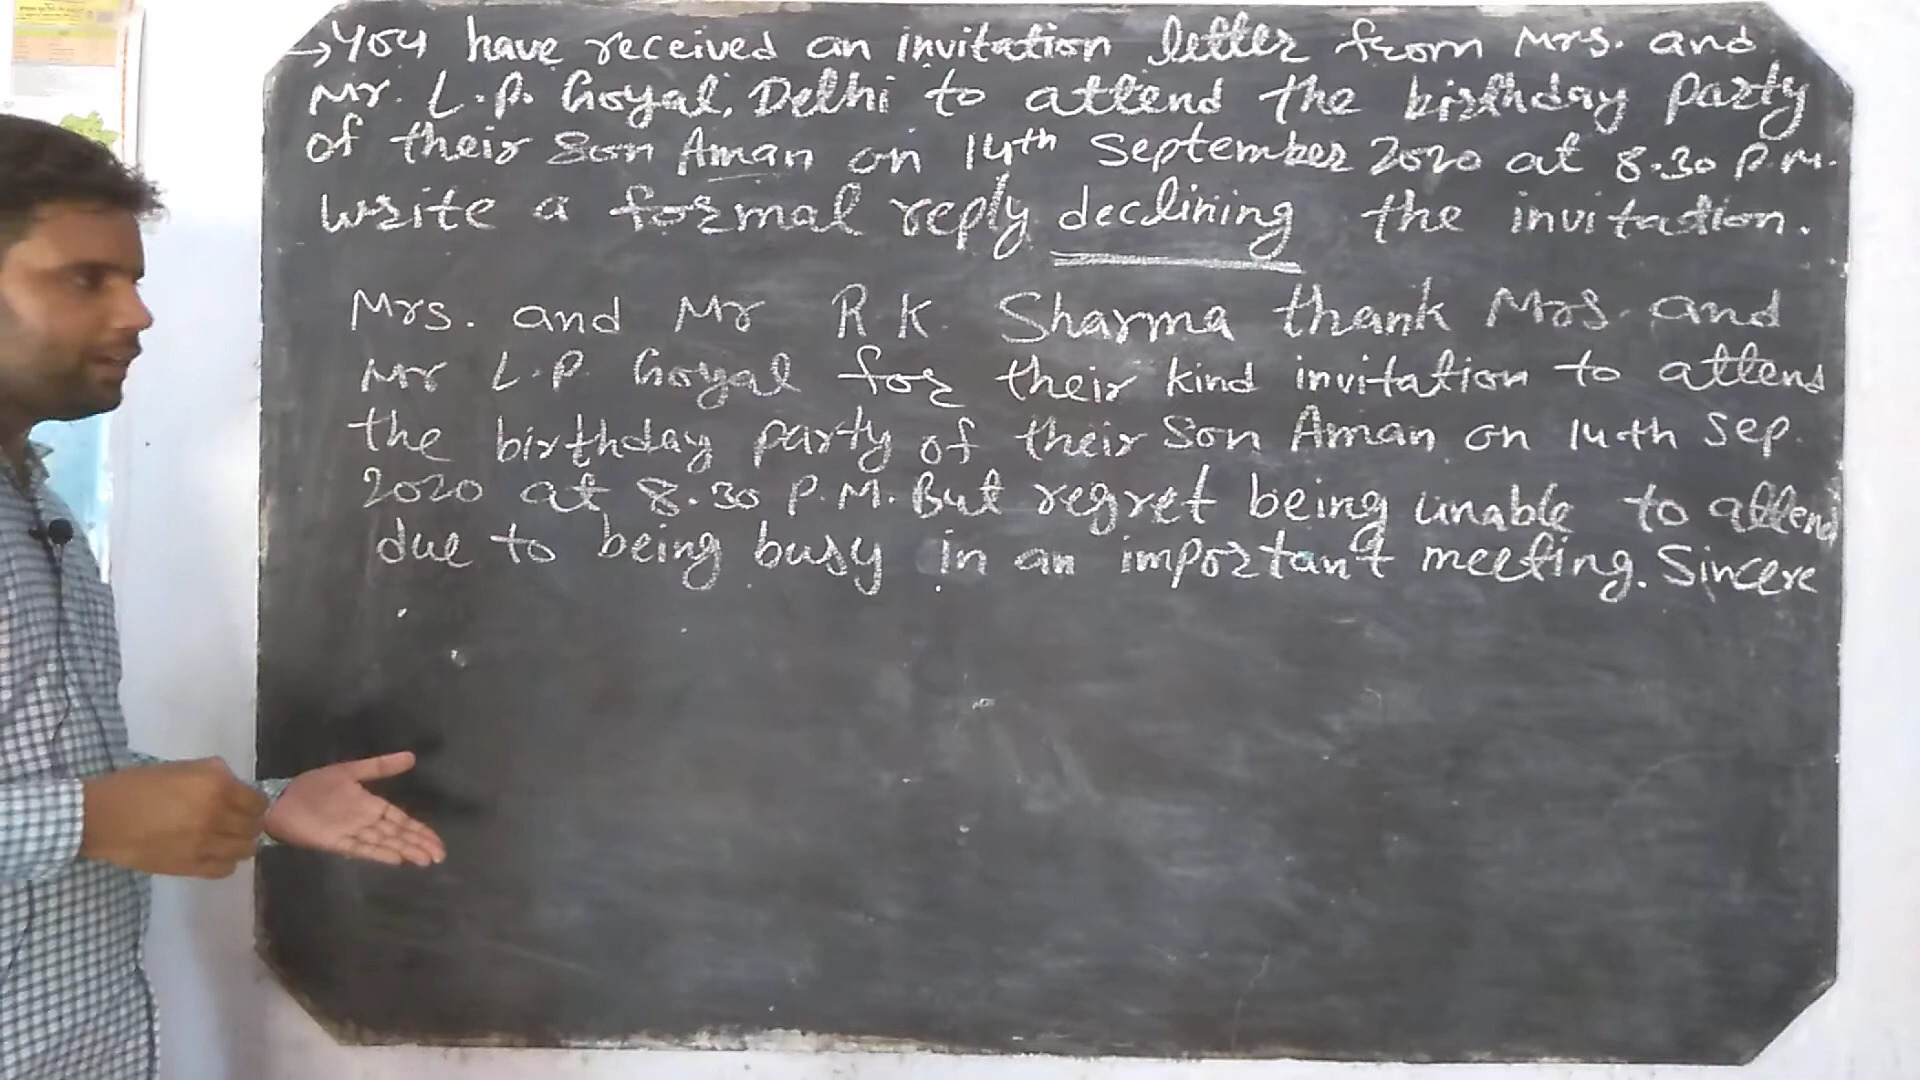 →You have received an invitation letter from Mrs. and
Mr. L.P. Goyal, Delhi to attend the birthday party
of their son Aman on 14th September 2020 at 8.30 P.M.
write a formal reply declining the invitation.
Mrs. and Mr R.K. Sharma thank Mrs. and
Mr L.P. Goyal for their kind invitation to attend
the birthday party of their Son Aman on 14th Sep.
2020 at 8.30 P.M. But regret being unable to attend
due to being busy in an important meeting. Sincere